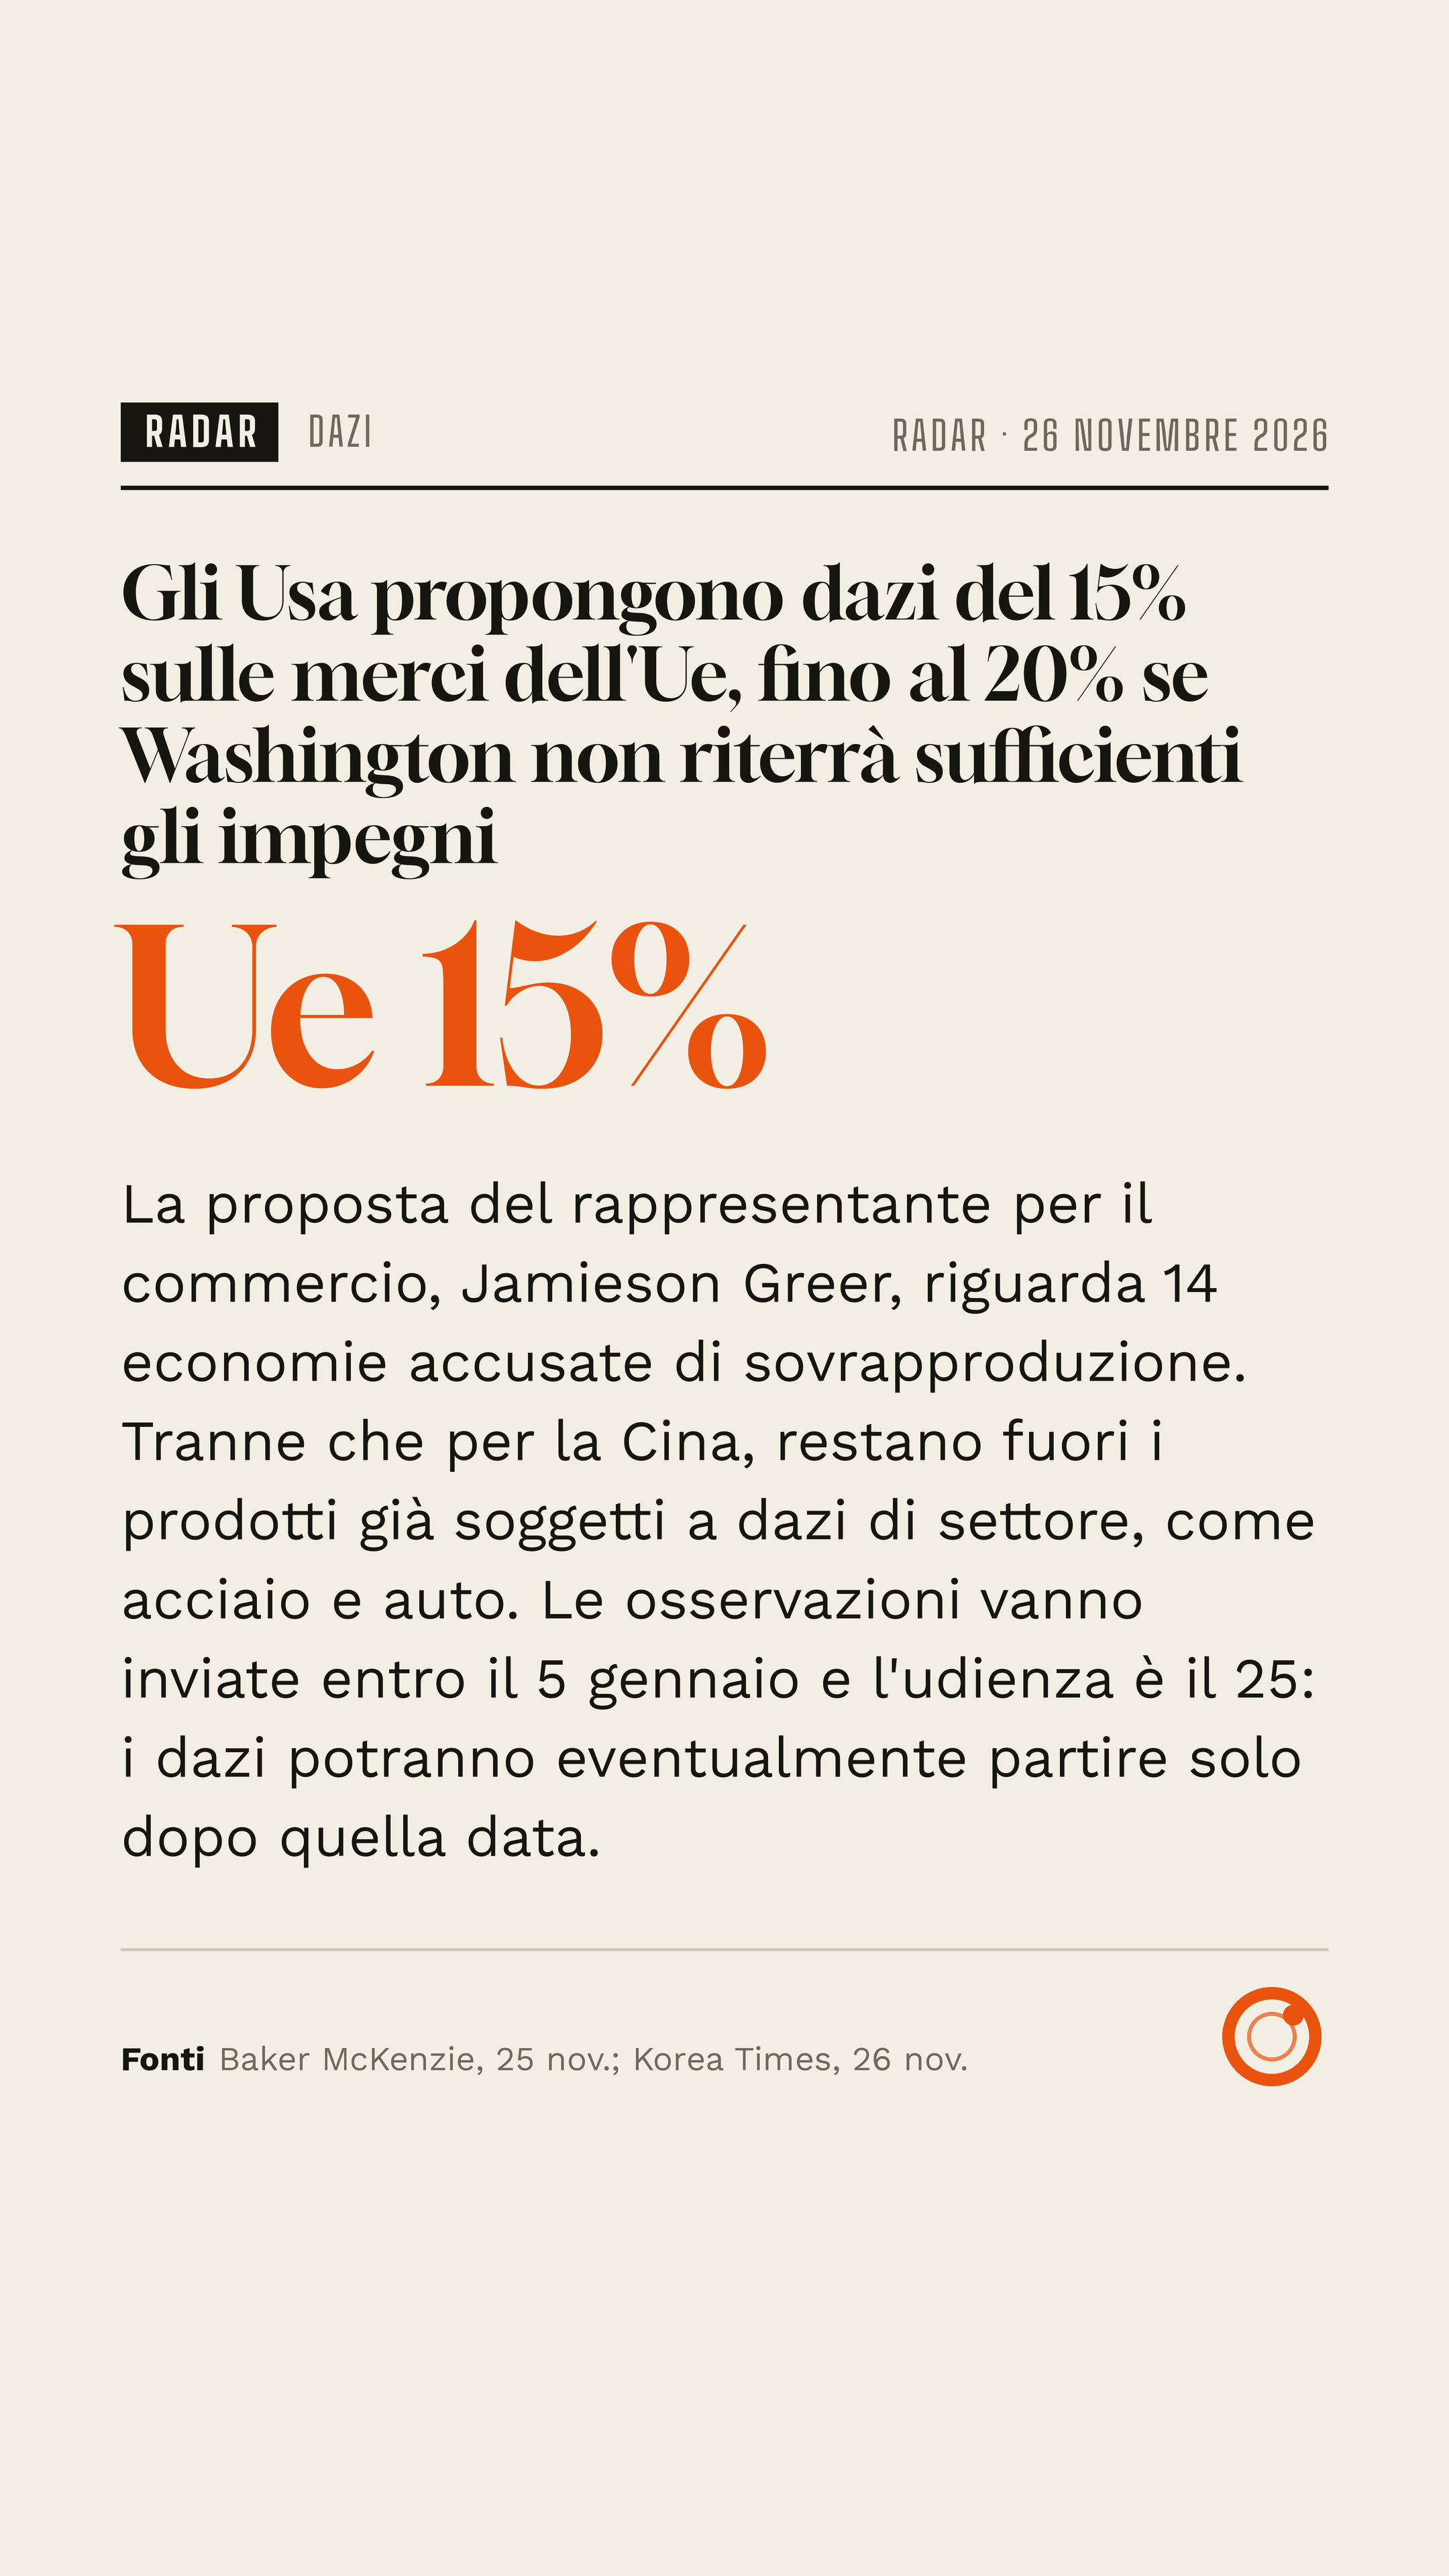 RADAR DAZI RADAR · 26 NOVEMBRE 2026
Gli Usa propongono dazi del 15%
sulle merci dell'Ue, fino al 20% se
Washington non riterrà sufficienti
gli impegni
Ue 15%
La proposta del rappresentante per il
commercio, Jamieson Greer, riguarda 14
economie accusate di sovrapproduzione.
Tranne che per la Cina, restano fuori i
prodotti già soggetti a dazi di settore, come
acciaio e auto. Le osservazioni vanno
inviate entro il 5 gennaio e l'udienza è il 25:
i dazi potranno eventualmente partire solo
dopo quella data.
Fonti Baker McKenzie, 25 nov.; Korea Times, 26 nov.